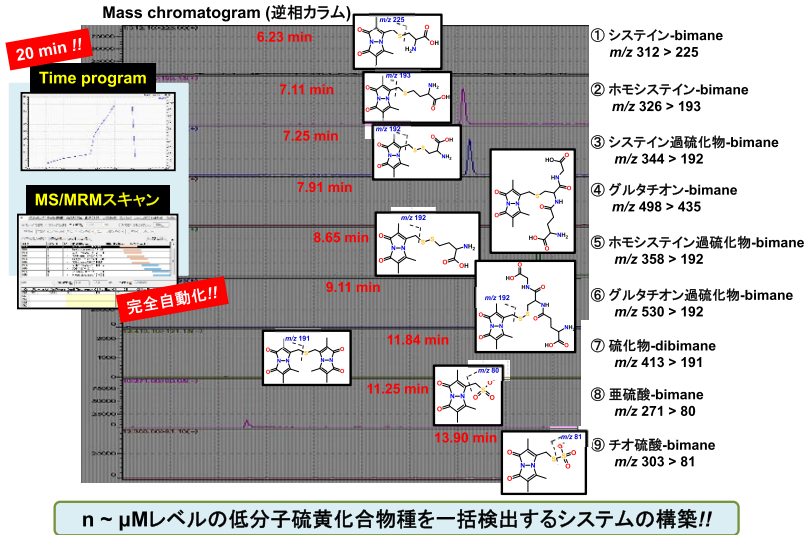 Mass chromatogram (逆相カラム)
20 min !!
Time program
MS/MRMスキャン
完全自動化!!
6.23 min
m/z 225
① システイン-bimane
m/z 312 > 225
7.11 min
m/z 193
② ホモシステイン-bimane
m/z 326 > 193
7.25 min
m/z 192
③ システイン過硫化物-bimane
m/z 344 > 192
7.91 min
④ グルタチオン-bimane
m/z 498 > 435
8.65 min
m/z 192
⑤ ホモシステイン過硫化物-bimane
m/z 358 > 192
9.11 min
m/z 192
⑥ グルタチオン過硫化物-bimane
m/z 530 > 192
11.84 min
m/z 191
⑦ 硫化物-dibimane
m/z 413 > 191
11.25 min
m/z 80
⑧ 亜硫酸-bimane
m/z 271 > 80
13.90 min
m/z 81
⑨ チオ硫酸-bimane
m/z 303 > 81
n ~ μMレベルの低分子硫黄化合物種を一括検出するシステムの構築!!